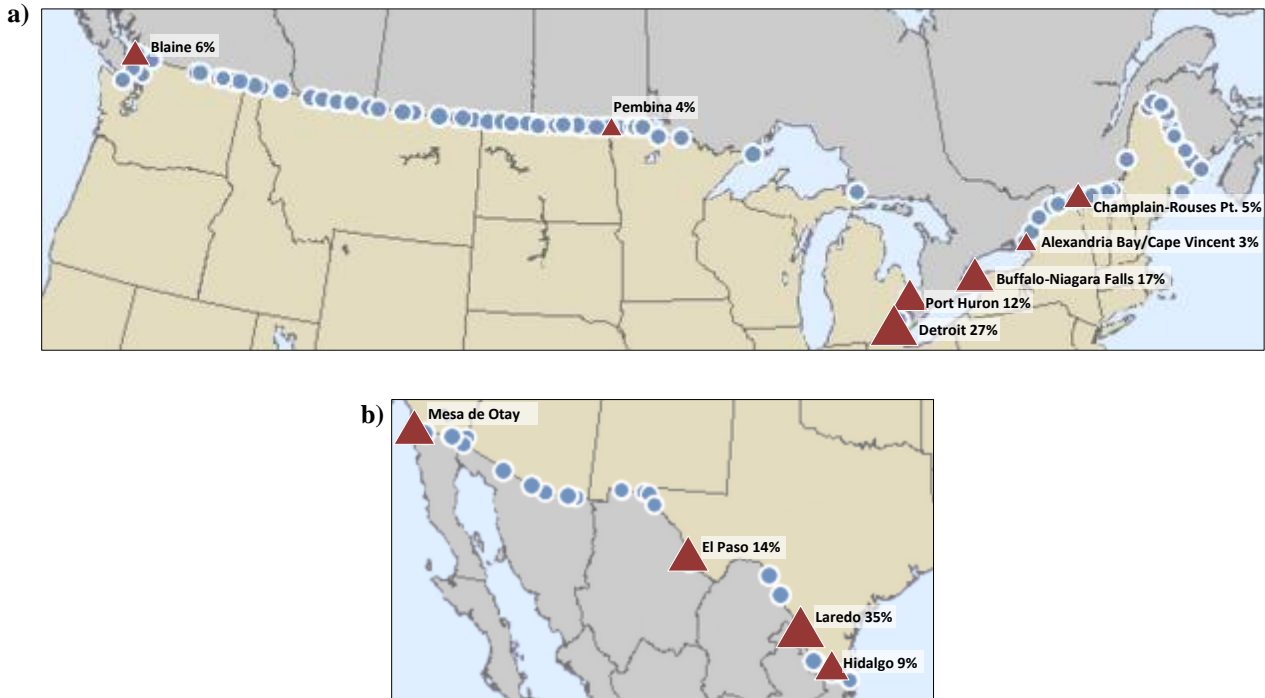 a)
Blaine 6%
Pembina 4%
Champlain-Rouses Pt. 5%
Alexandria Bay/Cape Vincent 3%
Buffalo-Niagara Falls 17%
Port Huron 12%
Detroit 27%
b)
Mesa de Otay
El Paso 14%
Laredo 35%
Hidalgo 9%